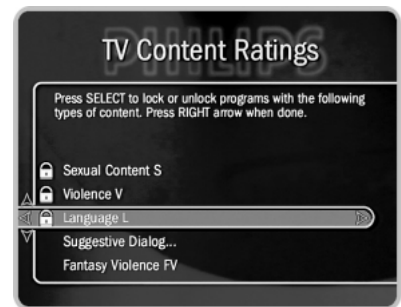 PHILIPS
TV Content Ratings
Press SELECT to lock or unlock programs with the following
types of content. Press RIGHT arrow when done.
Sexual Content S
Violence V
Language L
Suggestive Dialog...
Fantasy Violence FV